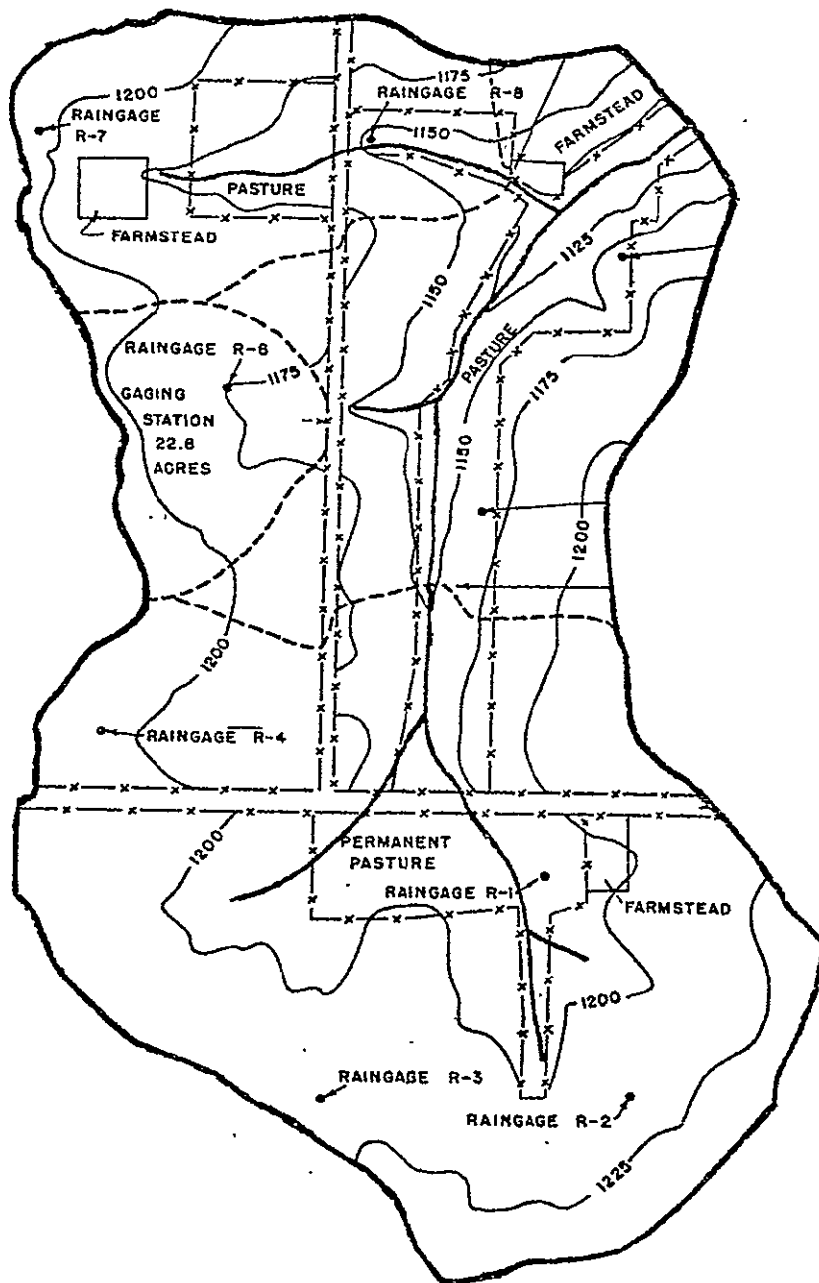 1200
1175
RAINGAGE
R-8
RAINGAGE
R-7
1150
FARMSTEAD
PASTURE
FARMSTEAD
1125
1150
PASTURE
RAINGAGE R-6
1175
1175
GAGING
STATION
22.8
ACRES
1150
1200
1200
RAINGAGE R-4
1200
PERMANENT
PASTURE
RAINGAGE R-1
FARMSTEAD
1200
RAINGAGE R-3
RAINGAGE R-2
1225